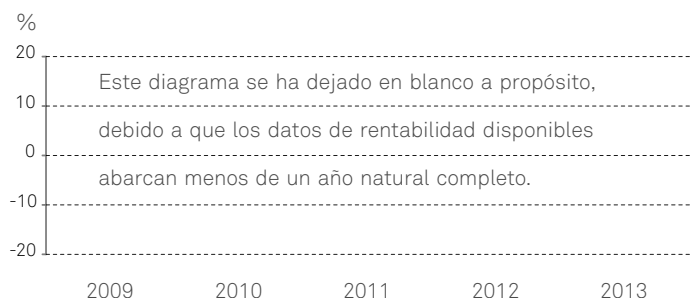 %
20
Este diagrama se ha dejado en blanco a propósito,
10
debido a que los datos de rentabilidad disponibles
0
abarcan menos de un año natural completo.
-10
-20
2009 2010 2011 2012 2013